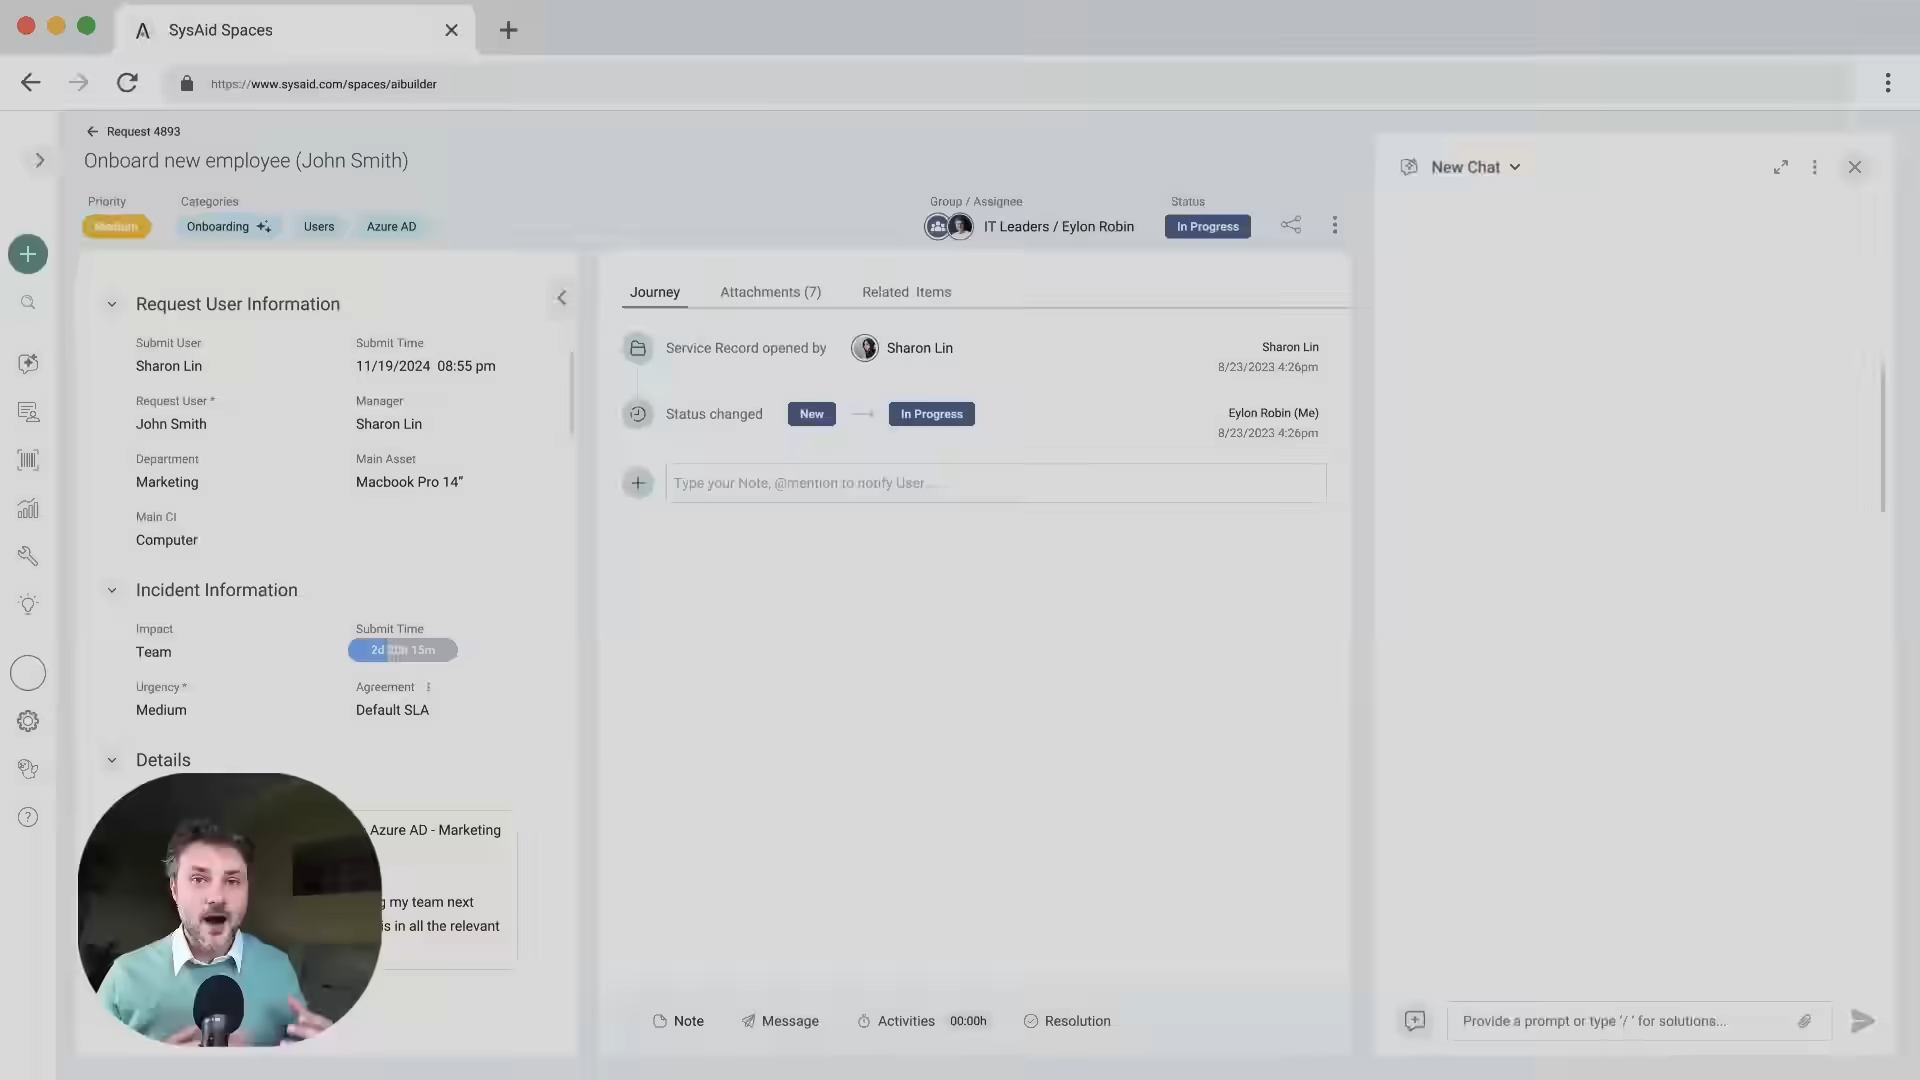 SysAid Spaces
https://www.sysaid.com/spaces/aibuilder
Request 4893
Onboard new employee (John Smith)
Priority
Categories
Group / Assignee
Status
Medium
Onboarding
Users
Azure AD
IT Leaders / Eylon Robin
In Progress
New Chat
Request User Information
Submit User
Submit Time
Sharon Lin
11/19/2024 08:55 pm
Request User *
Manager
John Smith
Sharon Lin
Department
Main Asset
Marketing
Macbook Pro 14"
Main CI
Computer
Incident Information
Impact
Submit Time
Team
2d 15m
Urgency *
Agreement
Medium
Default SLA
Details
Azure AD - Marketing
my team next
is in all the relevant
Journey
Attachments (7)
Related Items
Service Record opened by
Sharon Lin
Sharon Lin
8/23/2023 4:26pm
Status changed
New
In Progress
Eylon Robin (Me)
8/23/2023 4:26pm
Type your Note, @mention to notify User
Note
Message
Activities
00:00h
Resolution
Provide a prompt or type '/ ' for solutions...